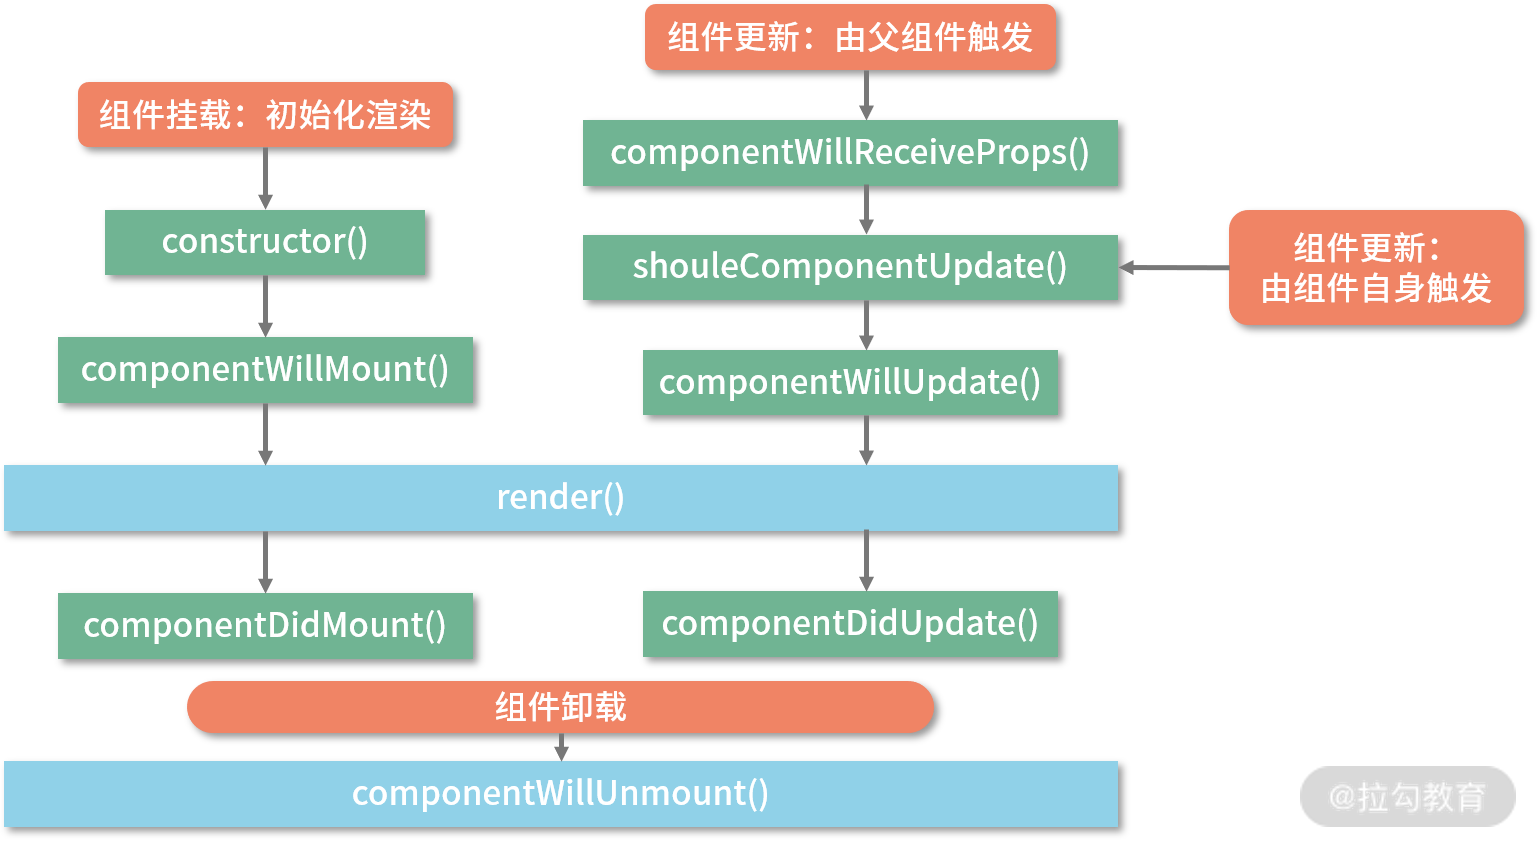 组件更新：由父组件触发
组件挂载：初始化渲染
componentWillReceiveProps()
constructor()
shouleComponentUpdate()
组件更新：
由组件自身触发
componentWillMount()
componentWillUpdate()
render()
componentDidMount()
componentDidUpdate()
组件卸载
componentWillUnmount()
@拉勾教育